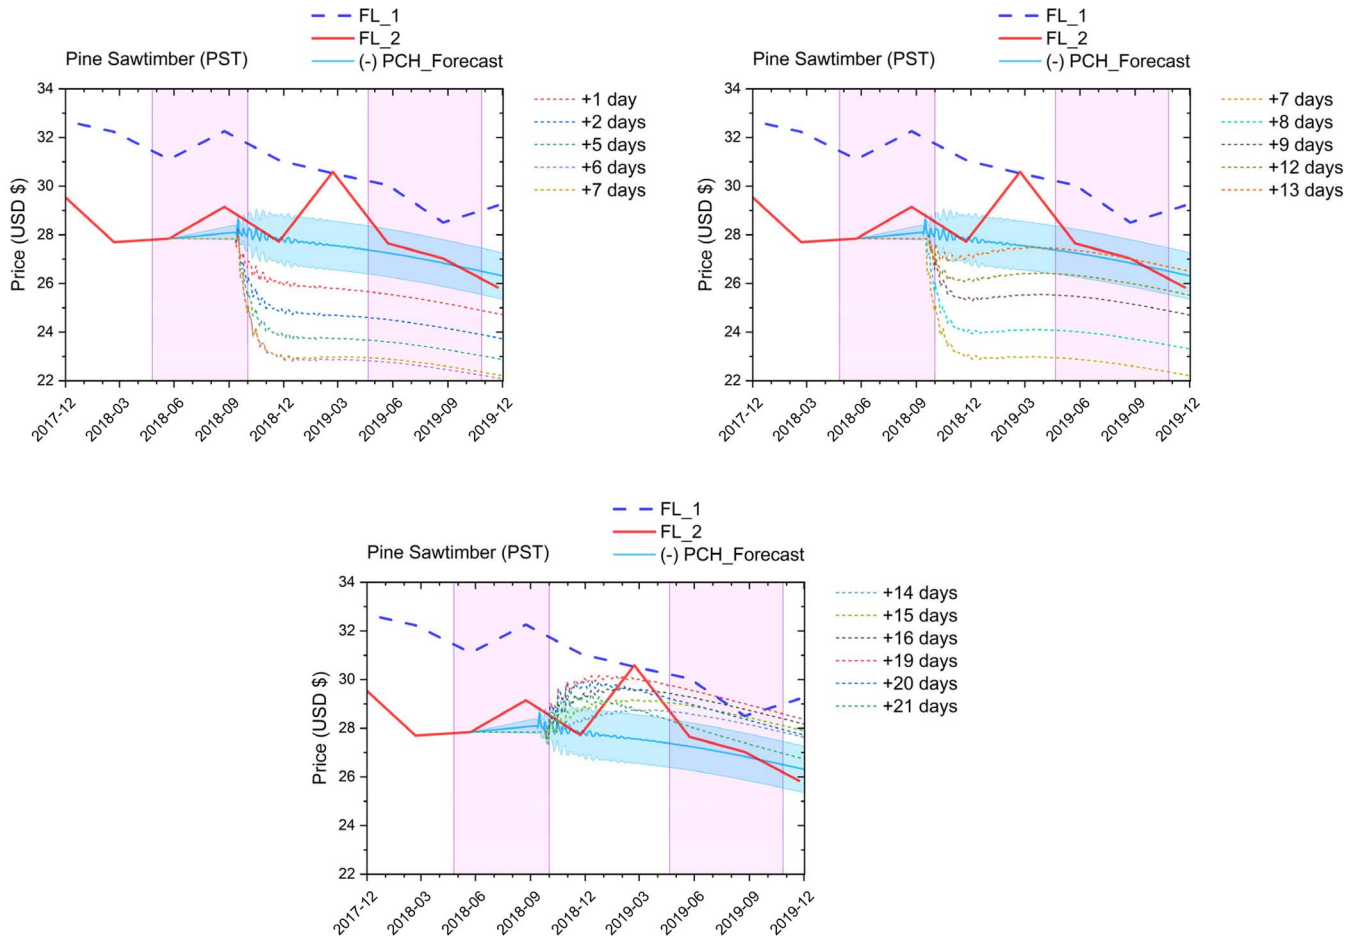 FL_1
FL_2
(-) PCH_Forecast
Pine Sawtimber (PST)
Price (USD $)
34
32
30
28
26
24
22
2017-12
2018-03
2018-06
2018-09
2018-12
2019-03
2019-06
2019-09
2019-12
+1 day
+2 days
+5 days
+6 days
+7 days
FL_1
FL_2
(-) PCH_Forecast
Pine Sawtimber (PST)
Price (USD $)
34
32
30
28
26
24
22
2017-12
2018-03
2018-06
2018-09
2018-12
2019-03
2019-06
2019-09
2019-12
+7 days
+8 days
+9 days
+12 days
+13 days
FL_1
FL_2
(-) PCH_Forecast
Pine Sawtimber (PST)
Price (USD $)
34
32
30
28
26
24
22
2017-12
2018-03
2018-06
2018-09
2018-12
2019-03
2019-06
2019-09
2019-12
+14 days
+15 days
+16 days
+19 days
+20 days
+21 days